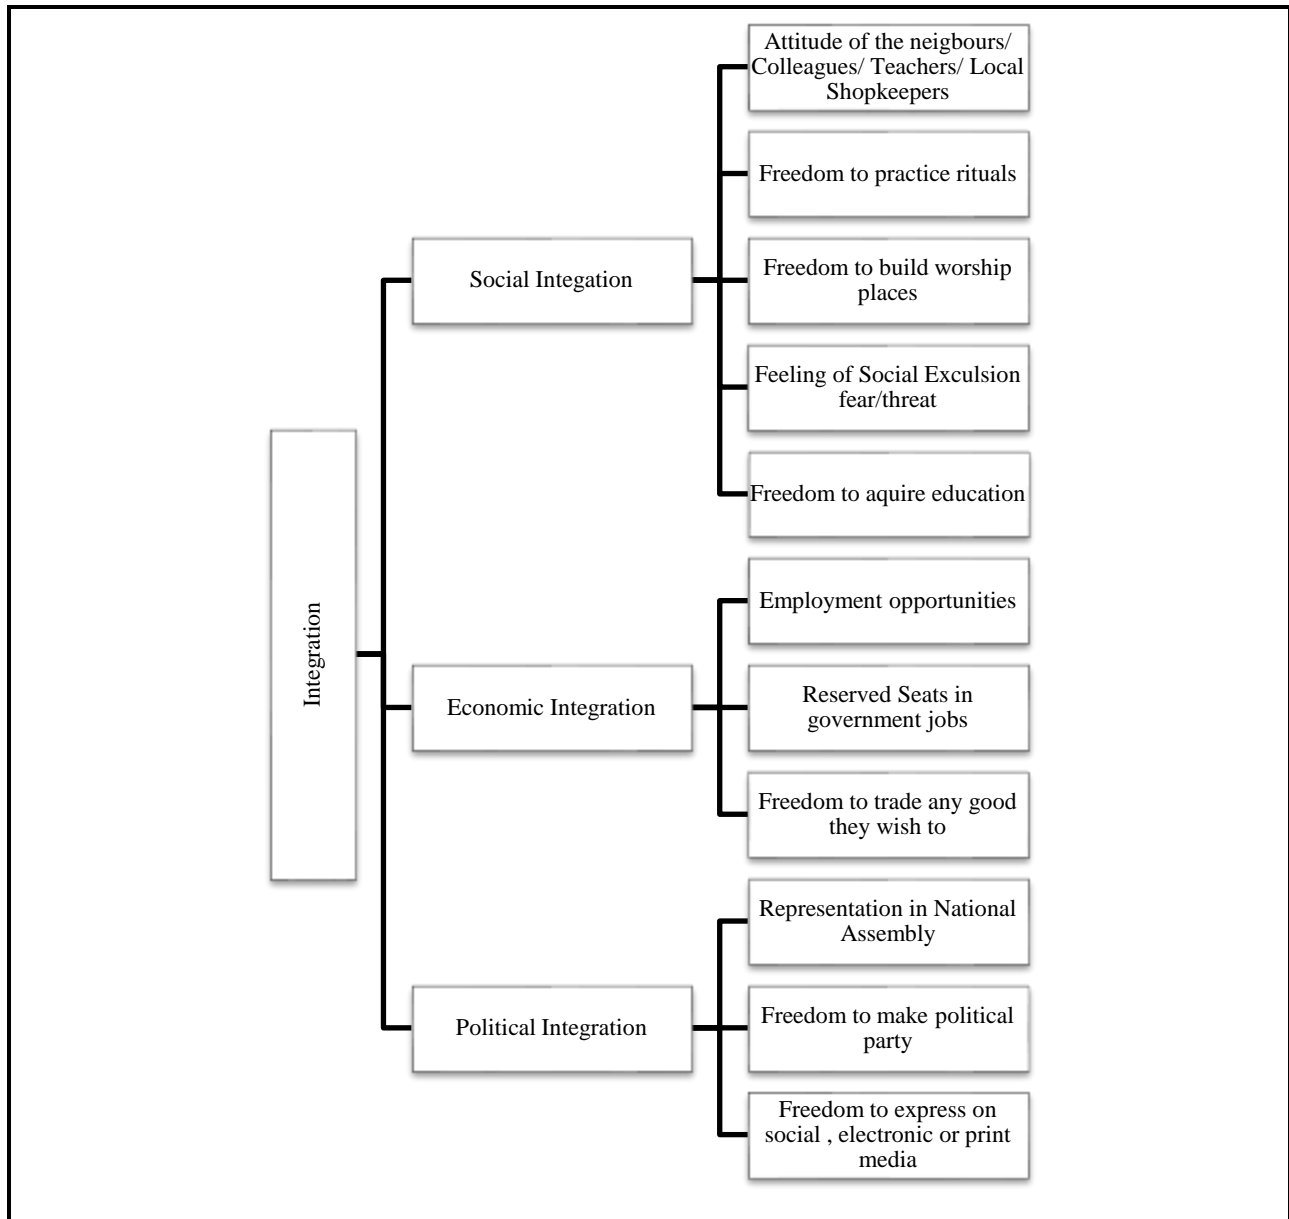 Attitude of the neigbours/
Colleagues/ Teachers/ Local
Shopkeepers
Freedom to practice rituals
Social Integation
Freedom to build worship
places
Feeling of Social Exculsion
fear/threat
Freedom to aquire education
Integration
Employment opportunities
Economic Integration
Reserved Seats in
government jobs
Freedom to trade any good
they wish to
Representation in National
Assembly
Political Integration
Freedom to make political
party
Freedom to express on
social , electronic or print
media